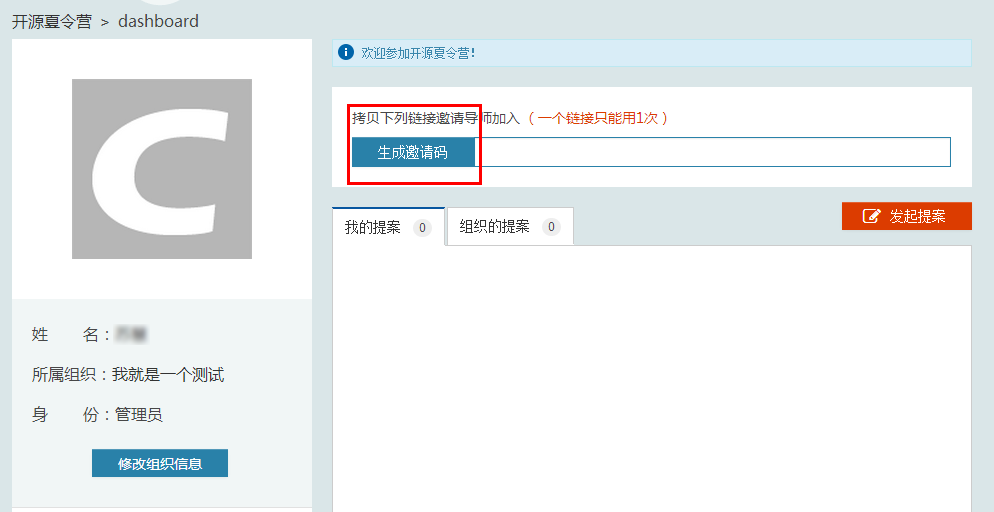 开源夏令营 > dashboard
欢迎参加开源夏令营！
拷贝下列链接邀请导师加入（一个链接只能用1次）
生成邀请码
我的提案 0 组织的提案 0 发起提案
C
姓 名：
所属组织：我就是一个测试
身 份：管理员
修改组织信息